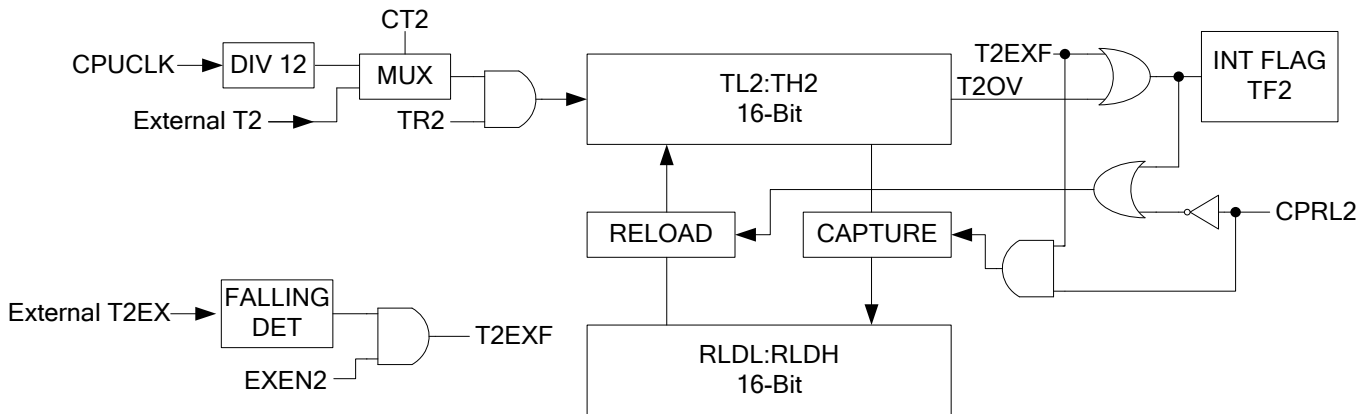 CT2
CPUCLK
DIV 12
MUX
External T2
TR2
TL2:TH2
16-Bit
T2EXF
T2OV
INT FLAG
TF2
RELOAD
CAPTURE
CPRL2
External T2EX
FALLING
DET
EXEN2
T2EXF
RLDL:RLDH
16-Bit